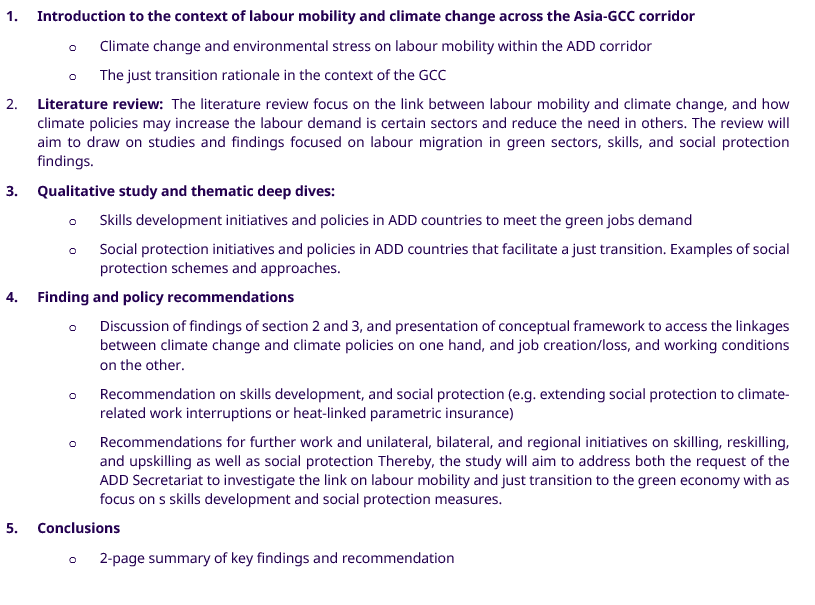 1. Introduction to the context of labour mobility and climate change across the Asia-GCC corridor
o Climate change and environmental stress on labour mobility within the ADD corridor
o The just transition rationale in the context of the GCC
2. Literature review: The literature review focus on the link between labour mobility and climate change, and how
climate policies may increase the labour demand is certain sectors and reduce the need in others. The review will
aim to draw on studies and findings focused on labour migration in green sectors, skills, and social protection
findings.
3. Qualitative study and thematic deep dives:
o Skills development initiatives and policies in ADD countries to meet the green jobs demand
o Social protection initiatives and policies in ADD countries that facilitate a just transition. Examples of social
protection schemes and approaches.
4. Finding and policy recommendations
o Discussion of findings of section 2 and 3, and presentation of conceptual framework to access the linkages
between climate change and climate policies on one hand, and job creation/loss, and working conditions
on the other.
o Recommendation on skills development, and social protection (e.g. extending social protection to climate-
related work interruptions or heat-linked parametric insurance)
o Recommendations for further work and unilateral, bilateral, and regional initiatives on skilling, reskilling,
and upskilling as well as social protection Thereby, the study will aim to address both the request of the
ADD Secretariat to investigate the link on labour mobility and just transition to the green economy with as
focus on s skills development and social protection measures.
5. Conclusions
o 2-page summary of key findings and recommendation